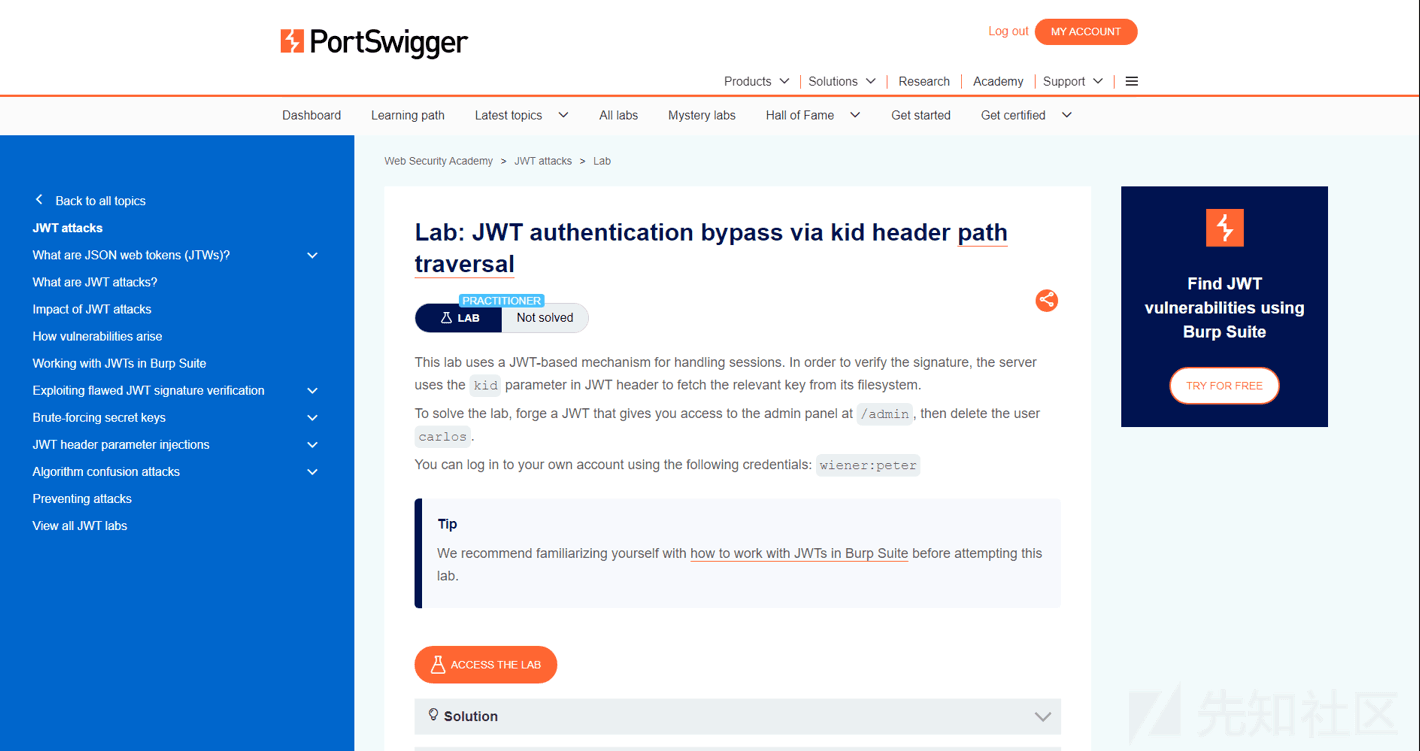 PortSwigger
Log out
MY ACCOUNT
Products
Solutions
Research
Academy
Support
Dashboard
Learning path
Latest topics
All labs
Mystery labs
Hall of Fame
Get started
Get certified
Back to all topics
JWT attacks
What are JSON web tokens (JTWs)?
What are JWT attacks?
Impact of JWT attacks
How vulnerabilities arise
Working with JWTs in Burp Suite
Exploiting flawed JWT signature verification
Brute-forcing secret keys
JWT header parameter injections
Algorithm confusion attacks
Preventing attacks
View all JWT labs
Web Security Academy > JWT attacks > Lab
Lab: JWT authentication bypass via kid header path
traversal
PRACTITIONER
LAB
Not solved
This lab uses a JWT-based mechanism for handling sessions. In order to verify the signature, the server
uses the kid parameter in JWT header to fetch the relevant key from its filesystem.
To solve the lab, forge a JWT that gives you access to the admin panel at /admin, then delete the user
carlos.
You can log in to your own account using the following credentials: wiener:peter
Tip
We recommend familiarizing yourself with how to work with JWTs in Burp Suite before attempting this
lab.
ACCESS THE LAB
Solution
Find JWT
vulnerabilities using
Burp Suite
TRY FOR FREE
先知社区